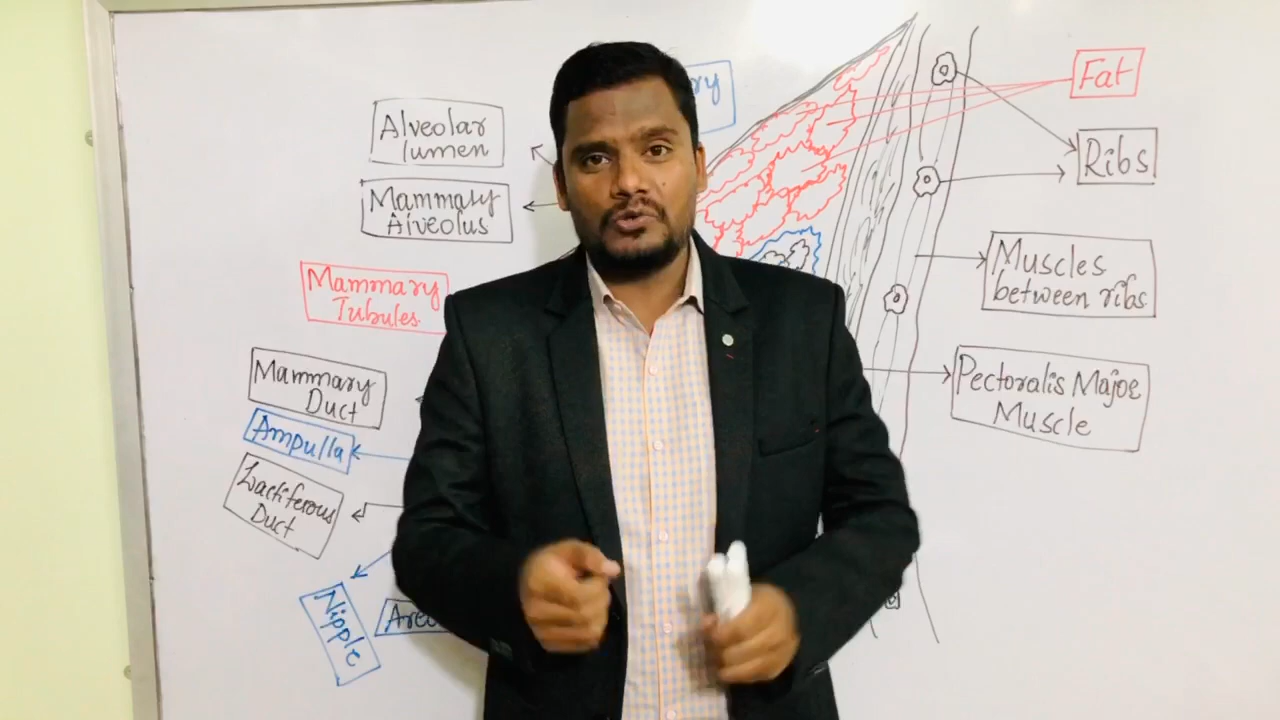 Alveolar
lumen
Mammary
Alveolus
Mammary
Tubules
Mammary
Duct
Ampulla
Lactiferous
Duct
Nipple
Fat
Ribs
Muscles
between ribs
Pectoralis Major
Muscle